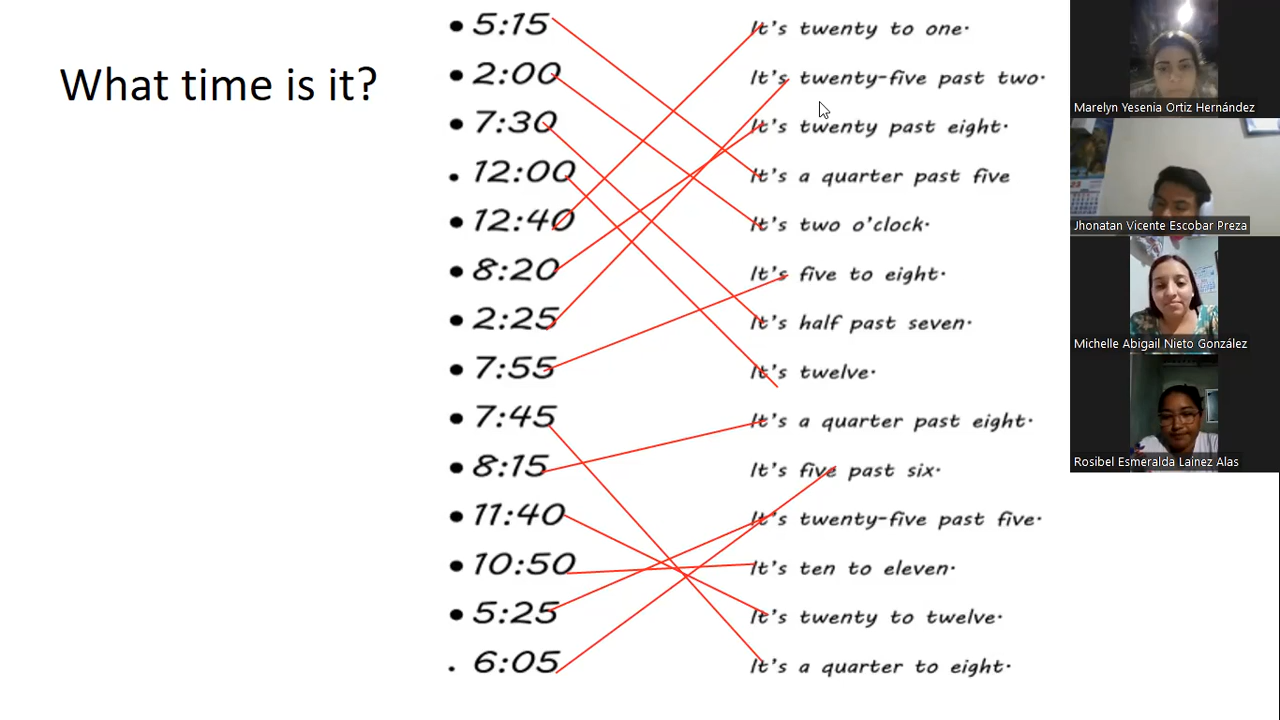 What time is it?
• 5:15
• 2:00
• 7:30
. 12:00
• 12:40
• 8:20
• 2:25
• 7:55
• 7:45
• 8:15
• 11:40
• 10:50
• 5:25
. 6:05
It's twenty to one.
It's twenty-five past two.
It's twenty past eight.
It's a quarter past five
It's two o'clock.
It's five to eight.
It's half past seven.
It's twelve.
It's a quarter past eight.
It's five past six.
It's twenty-five past five.
It's ten to eleven.
It's twenty to twelve.
It's a quarter to eight.
Marelyn Yesenia Ortiz Hernández
Jhonatan Vicente Escobar Preza
Michelle Abigail Nieto González
Rosibel Esmeralda Lainez Alas